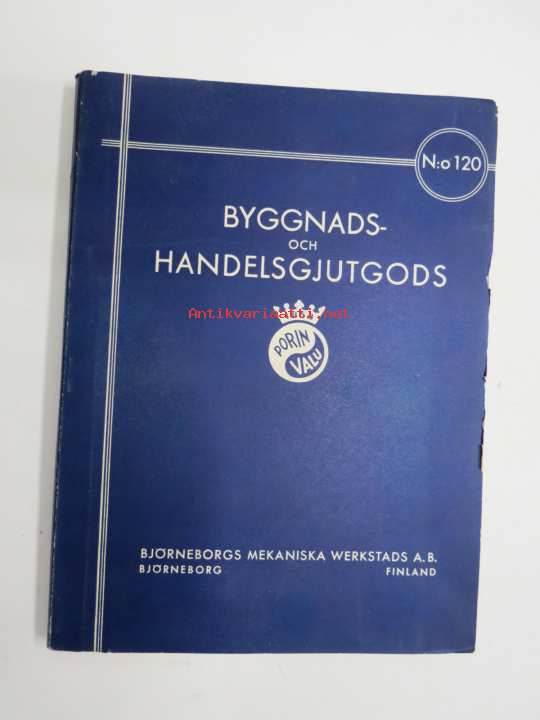 N:o 120
BYGGNADS-
OCH
HANDELSGJUTGODS
Antikvariaatti.net
PORIN
VALU
BJÖRNEBORGS MEKANISKA WERKSTADS A.B.
BJÖRNEBORG FINLAND